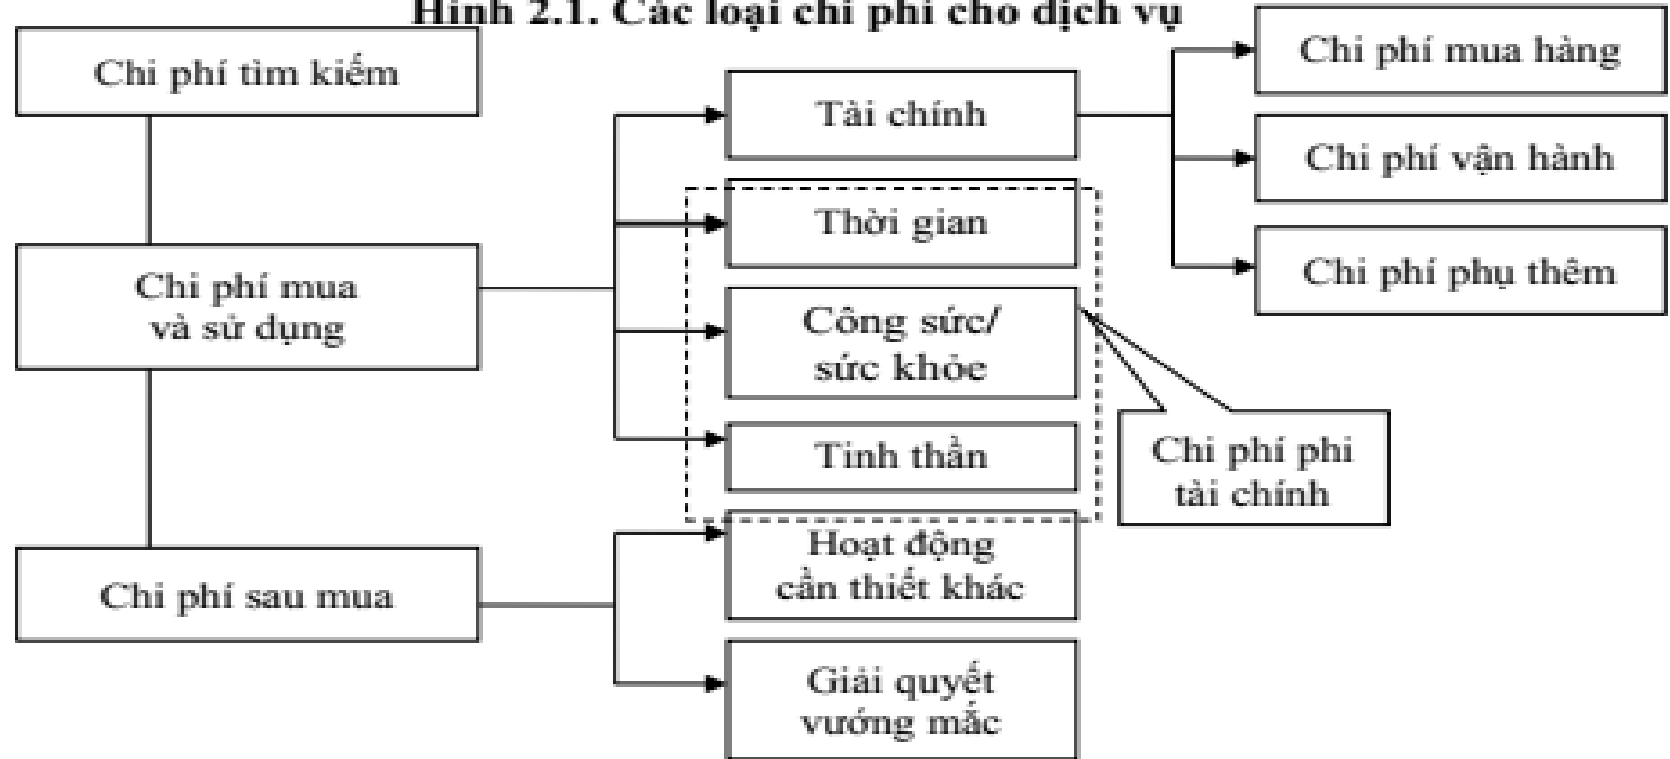 Hình 2.1. Các loại chi phí cho dịch vụ
Chi phí tìm kiếm
Chi phí mua
và sử dụng
Chi phí sau mua
Tài chính
Thời gian
Công sức/
sức khỏe
Tinh thần
Hoạt động
cần thiết khác
Giải quyết
vướng mắc
Chi phí mua hàng
Chi phí vận hành
Chi phí phụ thêm
Chi phí phi
tài chính